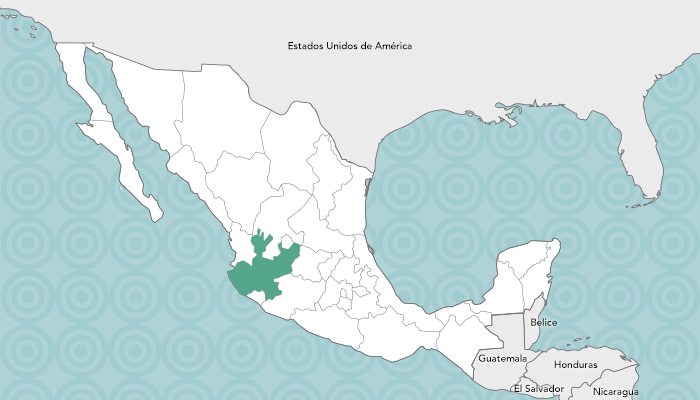 Estados Unidos de América
Belice
Guatemala
Honduras
El Salvador
Nicaragua